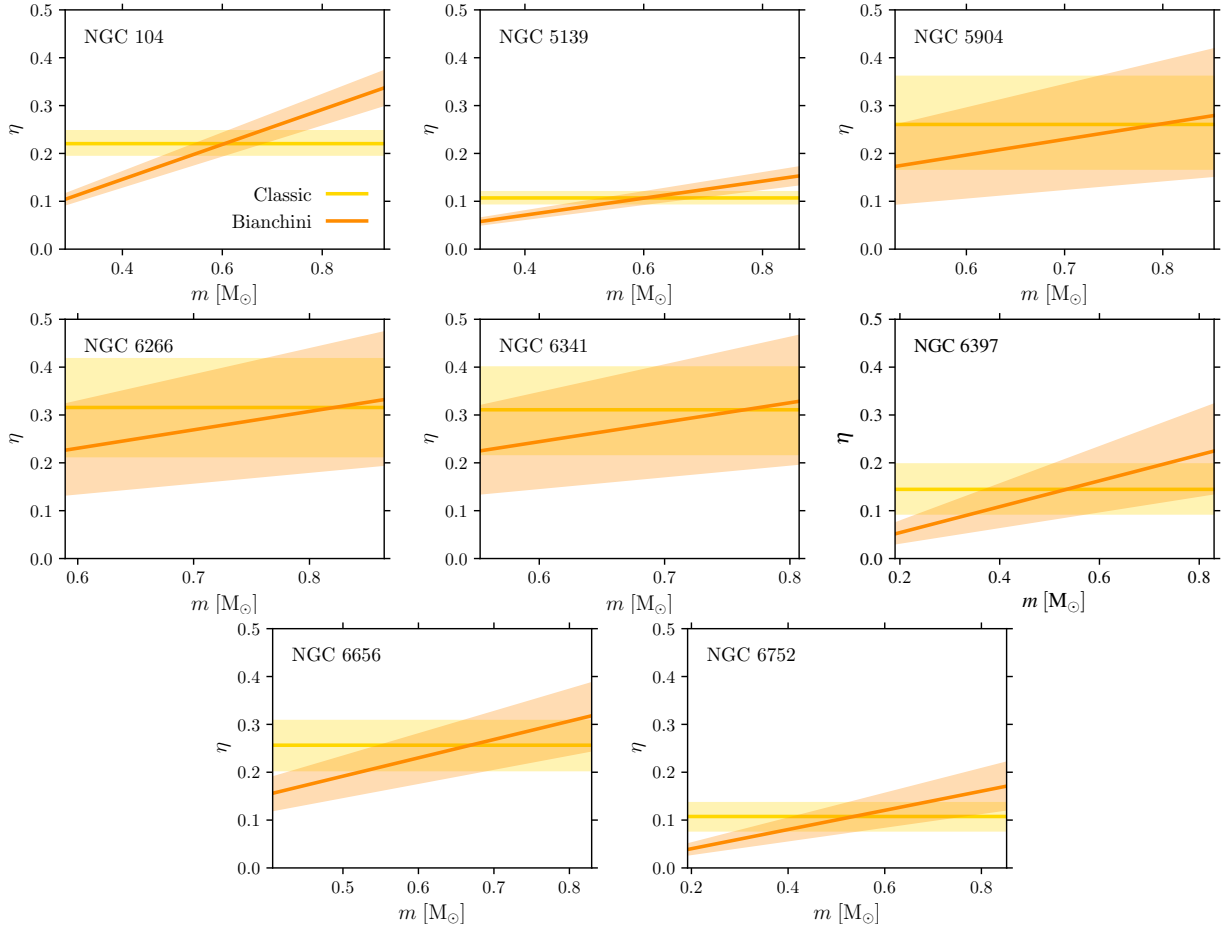 NGC 104
0.5
0.4
0.3
0.2
0.1
0.0
η
Classic
Bianchini
0.4 0.6 0.8
m [M⊙]
NGC 5139
0.5
0.4
0.3
0.2
0.1
0.0
η
0.4 0.5 0.6 0.7 0.8
m [M⊙]
NGC 5904
0.5
0.4
0.3
0.2
0.1
0.0
η
0.6 0.7 0.8
m [M⊙]
NGC 6266
0.5
0.4
0.3
0.2
0.1
0.0
η
0.6 0.7 0.8
m [M⊙]
NGC 6341
0.5
0.4
0.3
0.2
0.1
0.0
η
0.6 0.7 0.8
m [M⊙]
NGC 6397
0.5
0.4
0.3
0.2
0.1
0.0
η
0.2 0.4 0.6 0.8
m [M⊙]
NGC 6656
0.5
0.4
0.3
0.2
0.1
0.0
η
0.5 0.6 0.7 0.8
m [M⊙]
NGC 6752
0.5
0.4
0.3
0.2
0.1
0.0
η
0.2 0.4 0.6 0.8
m [M⊙]